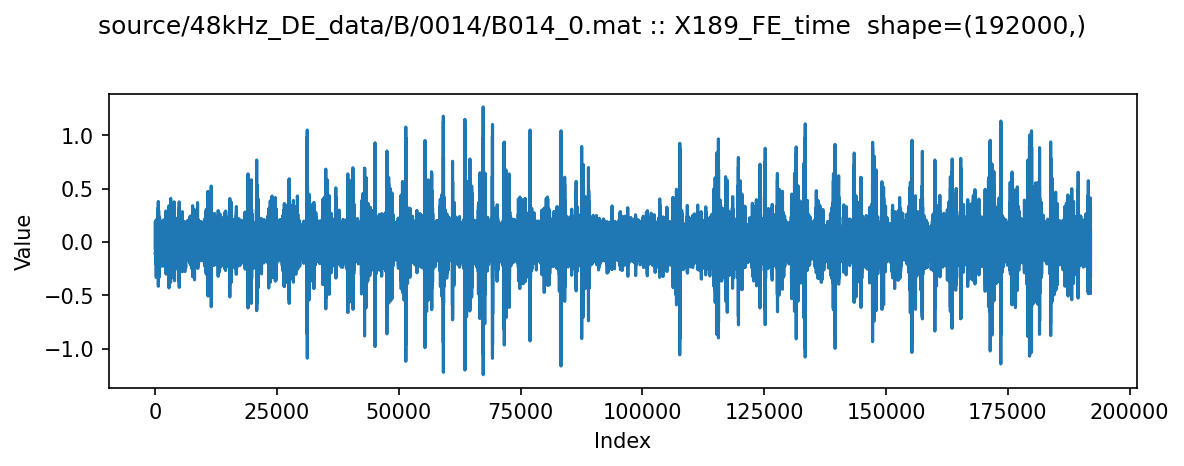 source/48kHz_DE_data/B/0014/B014_0.mat :: X189_FE_time  shape=(192000,)
1.0
0.5
0.0
−0.5
−1.0
Value
0 25000 50000 75000 100000 125000 150000 175000 200000
Index